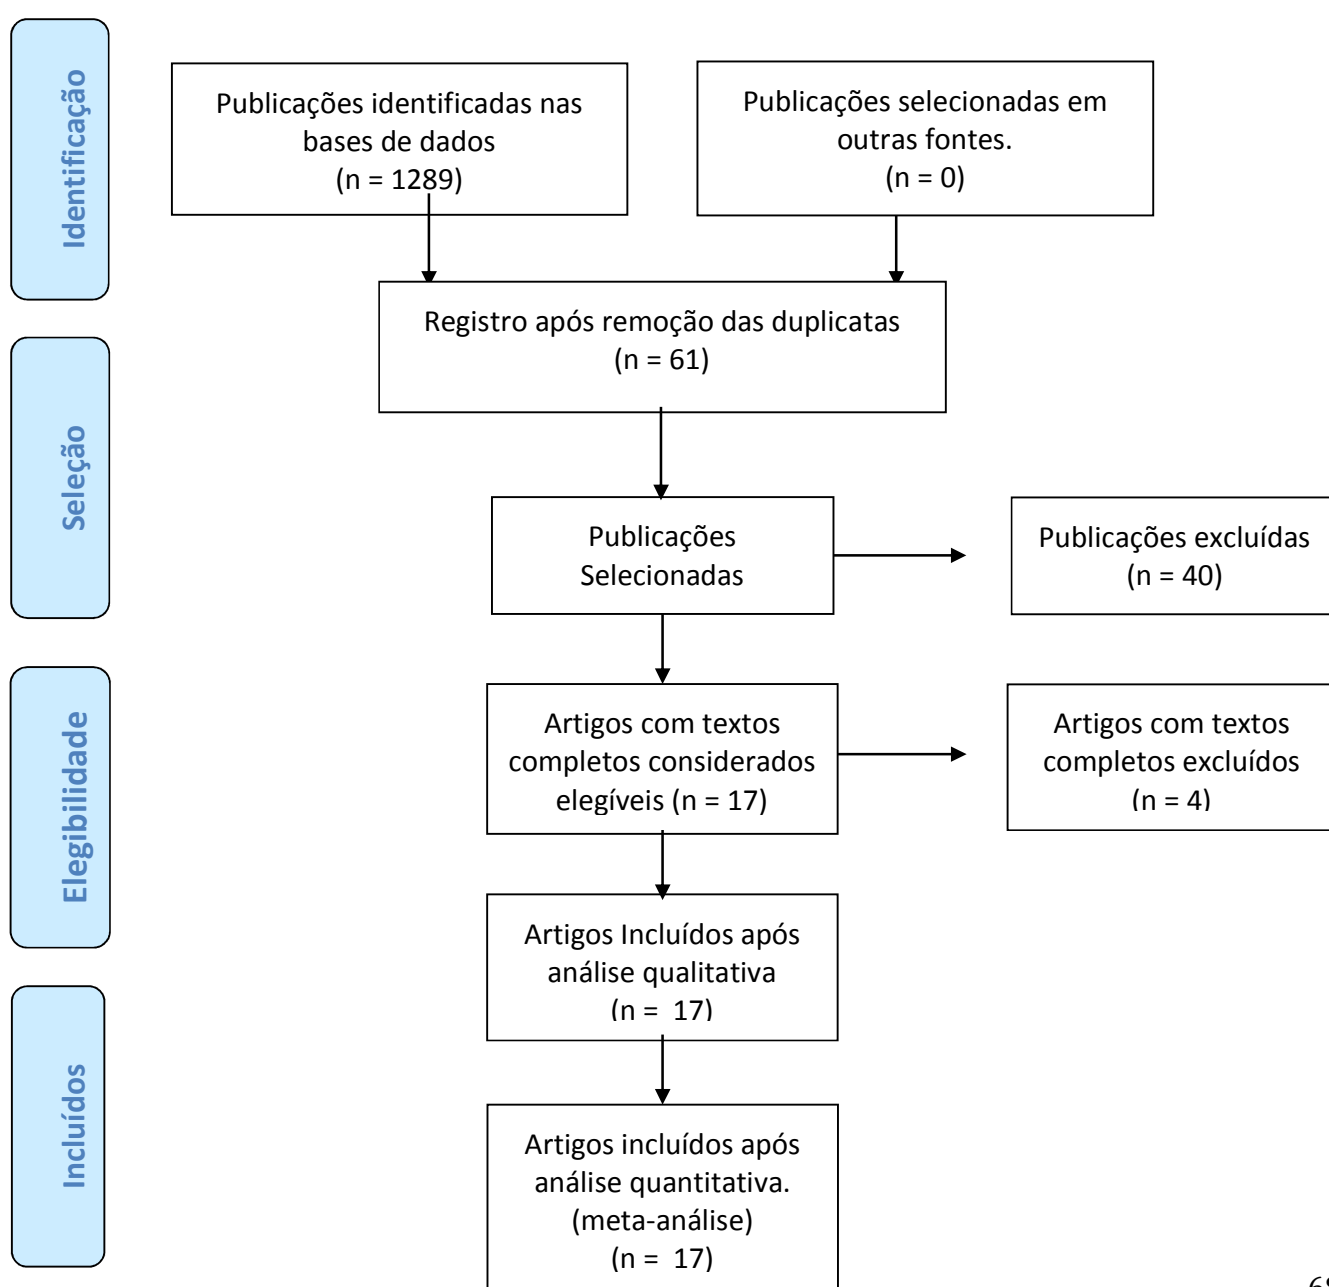 Identificação
Publicações identificadas nas
bases de dados
(n = 1289)
Publicações selecionadas em
outras fontes.
(n = 0)
Registro após remoção das duplicatas
(n = 61)
Seleção
Publicações
Selecionadas
Publicações excluídas
(n = 40)
Elegibilidade
Artigos com textos
completos considerados
elegíveis (n = 17)
Artigos com textos
completos excluídos
(n = 4)
Artigos Incluídos após
análise qualitativa
(n = 17)
Incluídos
Artigos incluídos após
análise quantitativa.
(meta-análise)
(n = 17)